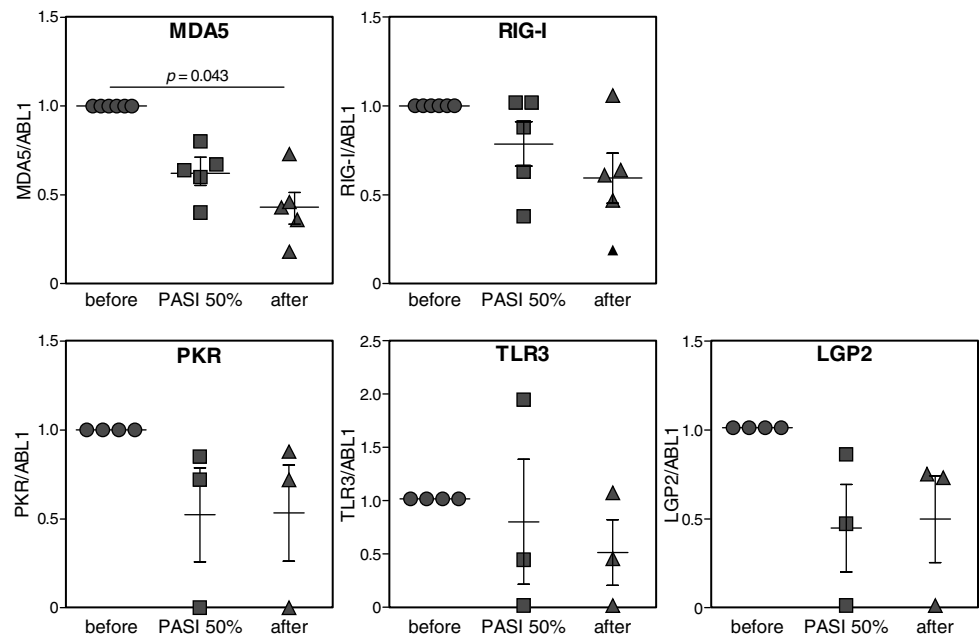 MDA5
MDA5/ABL1
1.5
1.0
0.5
0
p = 0.043
before PASI 50% after
RIG-I
RIG-I/ABL1
1.5
1.0
0.5
0
before PASI 50% after
PKR
PKR/ABL1
1.5
1.0
0.5
0
before PASI 50% after
TLR3
TLR3/ABL1
2.5
2.0
1.5
1.0
0.5
0
before PASI 50% after
LGP2
LGP2/ABL1
1.5
1.0
0.5
0
before PASI 50% after